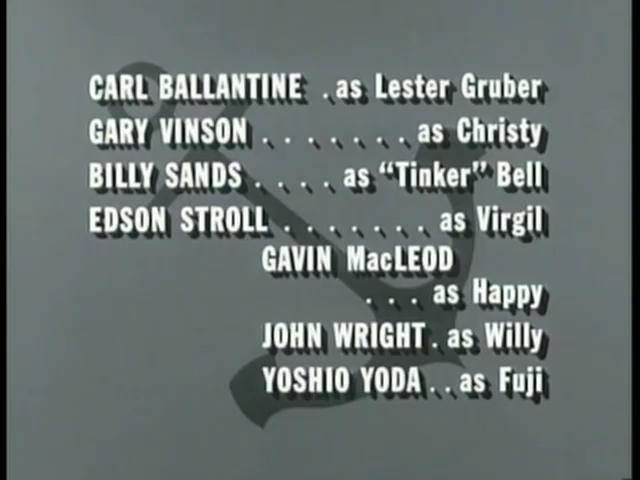 CARL BALLANTINE . as Lester Gruber
GARY VINSON . . . . . . . as Christy
BILLY SANDS . . . . as "Tinker" Bell
EDSON STROLL . . . . . . . as Virgil
GAVIN MacLEOD
. . . as Happy
JOHN WRIGHT . as Willy
YOSHIO YODA . . as Fuji